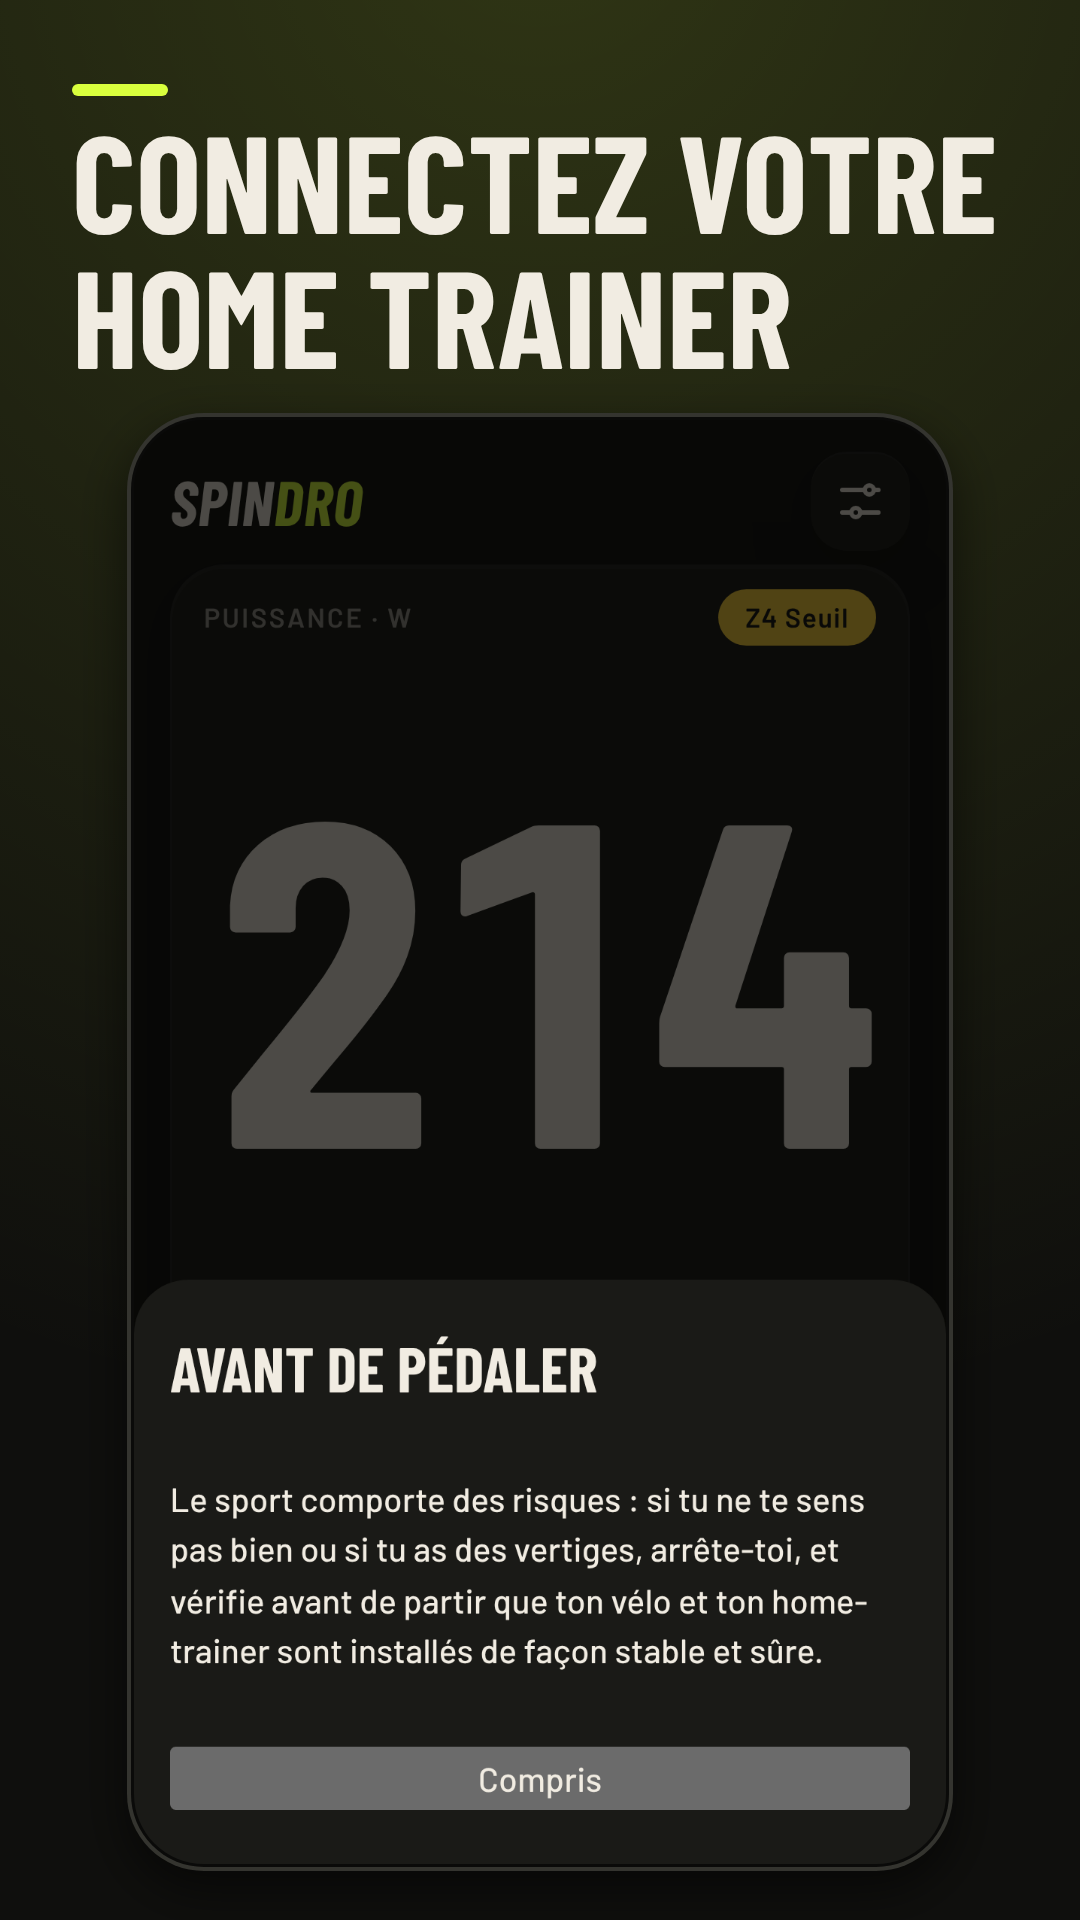 CONNECTEZ VOTRE
HOME TRAINER
SPINDRO
PUISSANCE · W
Z4 Seuil
214
AVANT DE PÉDALER
Le sport comporte des risques : si tu ne te sens
pas bien ou si tu as des vertiges, arrête-toi, et
vérifie avant de partir que ton vélo et ton home-
trainer sont installés de façon stable et sûre.
Compris